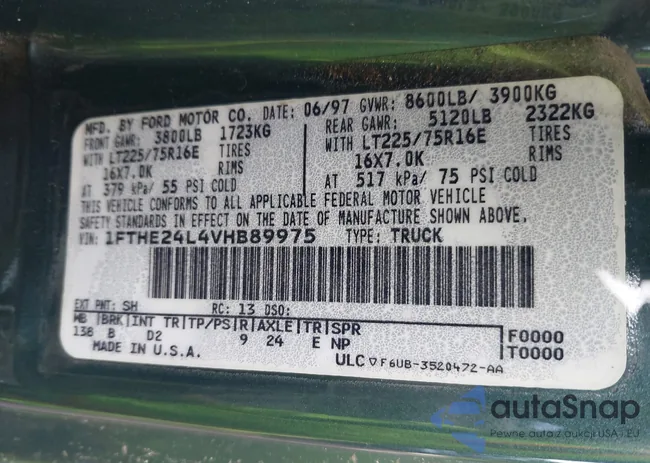 MFD. BY FORD MOTOR CO. DATE: 06/97 GVWR: 8600LB/ 3900KG
FRONT GAWR: 3800LB 1723KG REAR GAWR: 5120LB 2322KG
WITH LT225/75R16E TIRES WITH LT225/75R16E TIRES
16X7.0K RIMS 16X7.0K RIMS
AT 379 kPa/ 55 PSI COLD AT 517 kPa/ 75 PSI COLD
THIS VEHICLE CONFORMS TO ALL APPLICABLE FEDERAL MOTOR VEHICLE
SAFETY STANDARDS IN EFFECT ON THE DATE OF MANUFACTURE SHOWN ABOVE.
VIN: 1FTHE24L4VHB89975 TYPE: TRUCK
EXT PNT: SH RC: 13 DSO:
WB |BRK|INT TR|TP/PS|R|AXLE|TR|SPR F0000
138 B D2 9 24 E NP T0000
MADE IN U.S.A. ULC ▽ F6UB-3520472-AA
autaSnap
Pewne auta z aukcji USA i EU